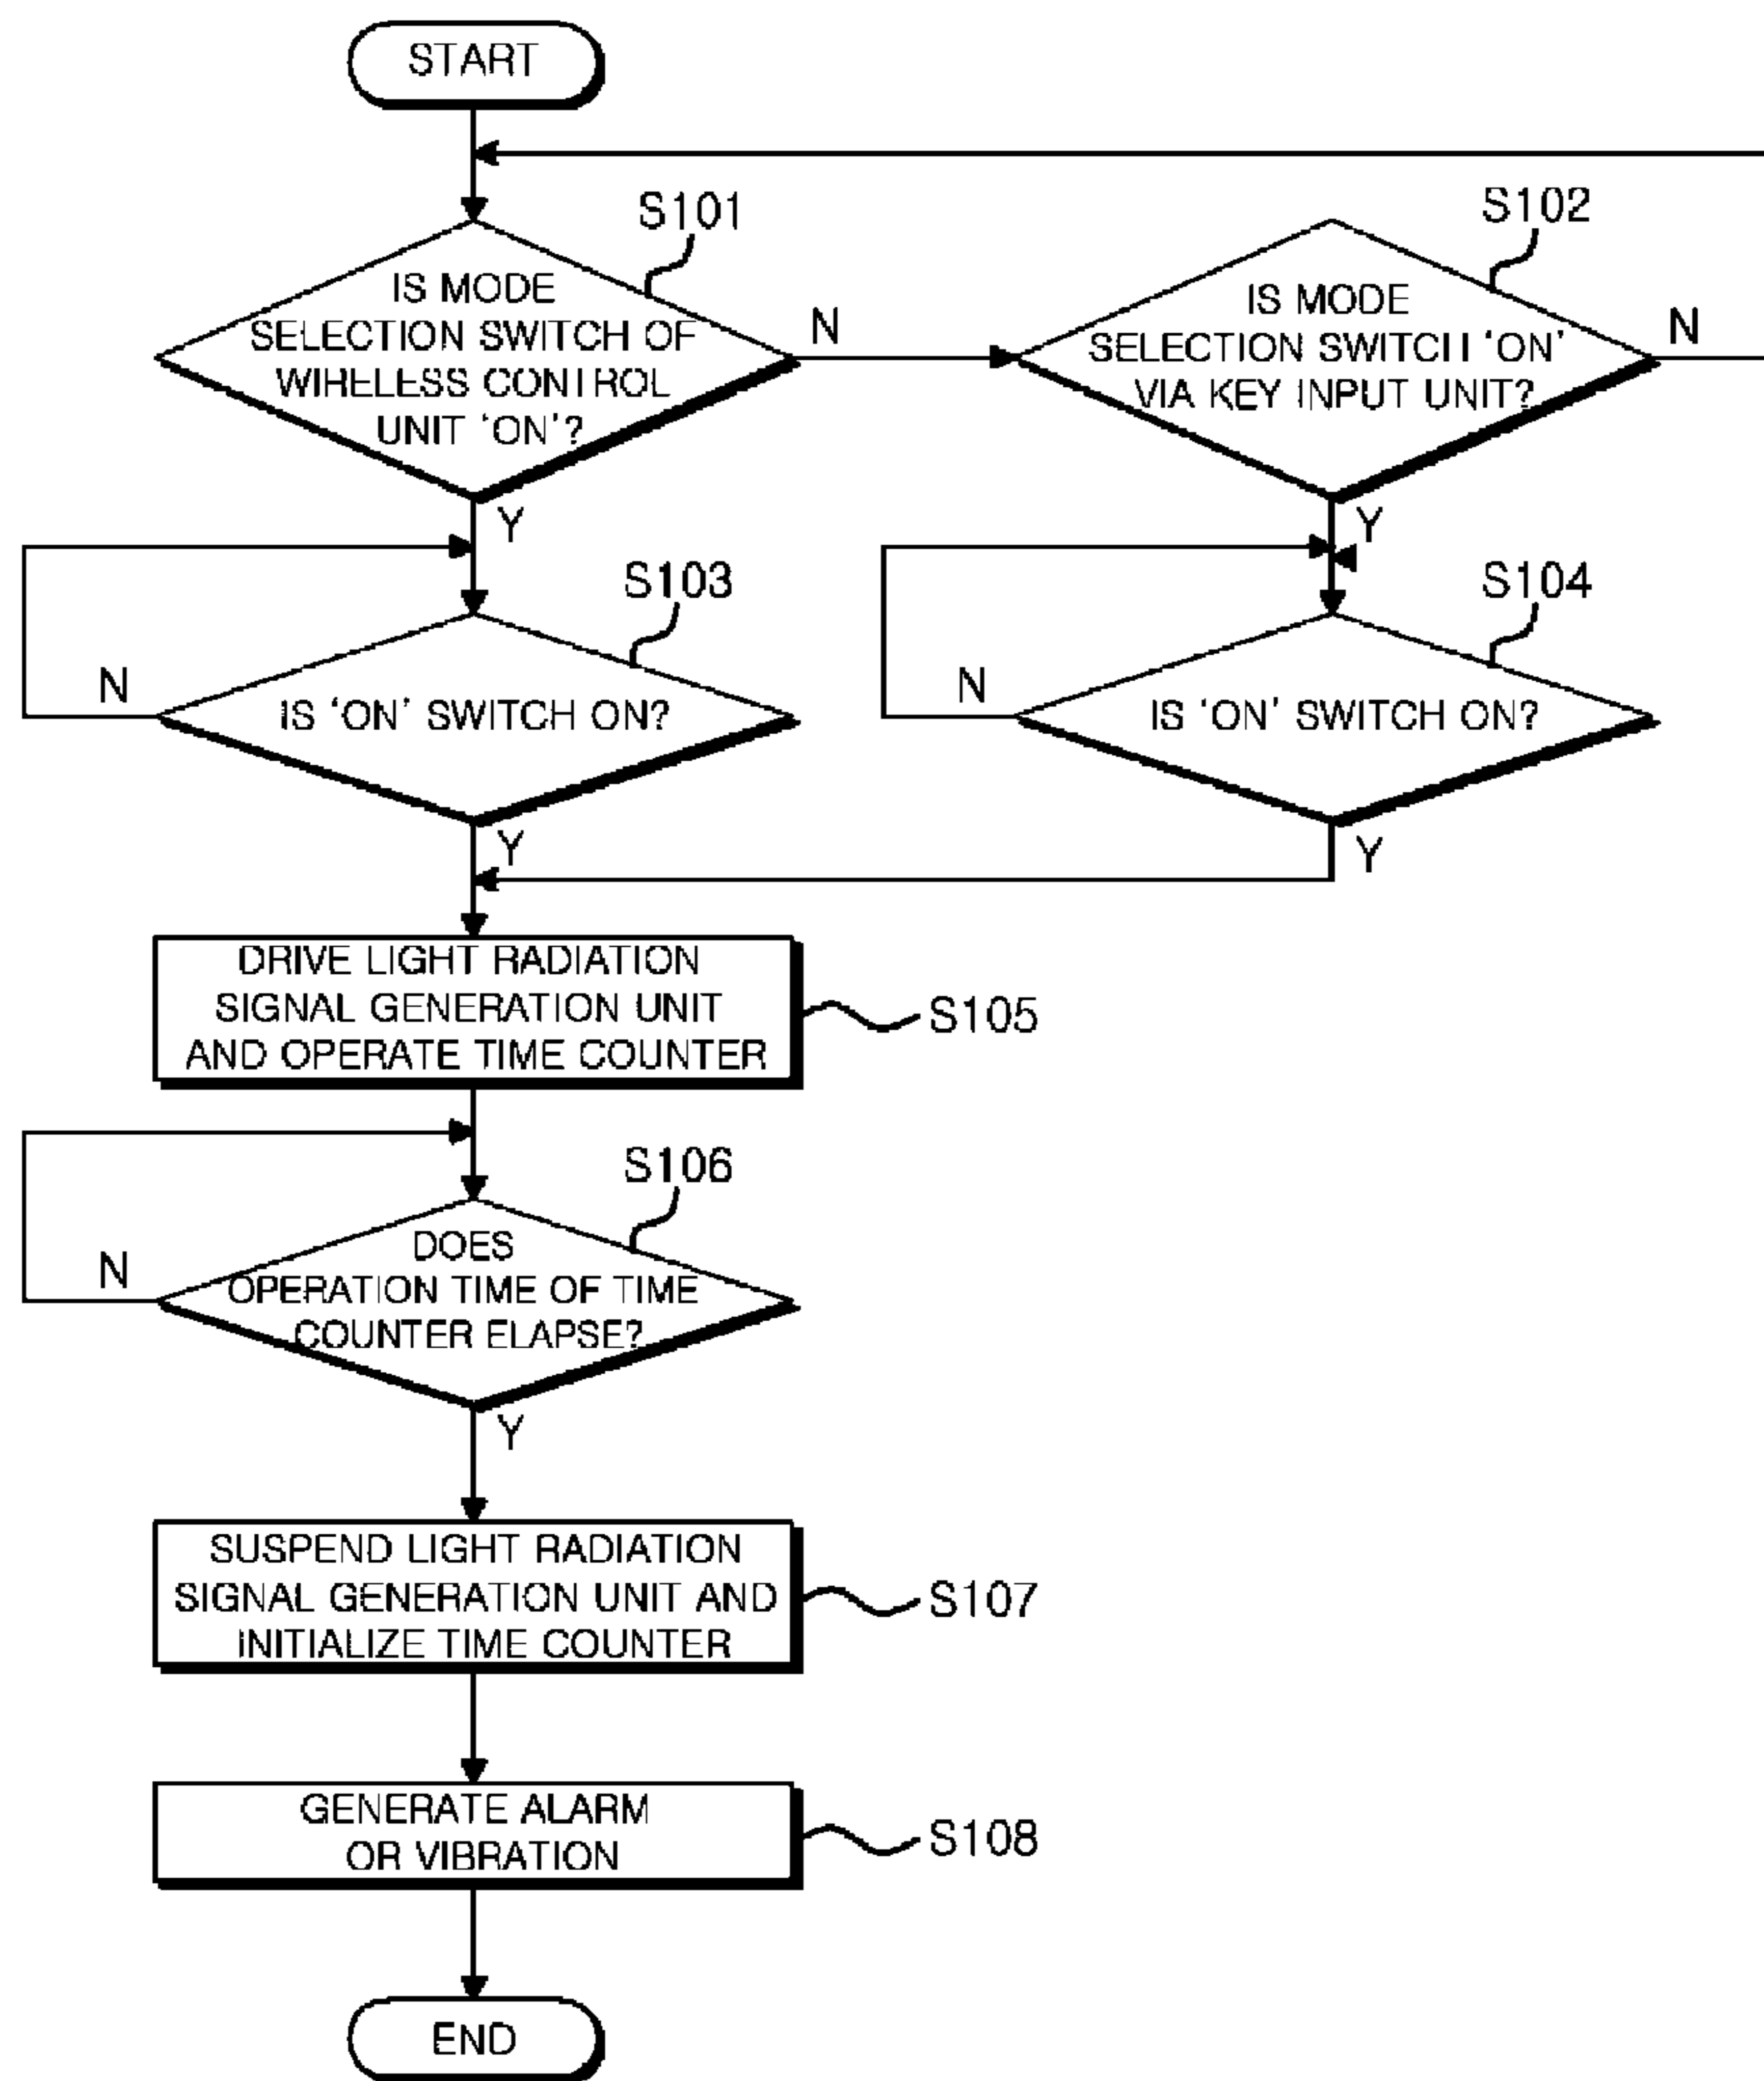 START
S101
IS MODE
SELECTION SWITCH OF
WIRELESS CONTROL
UNIT ‘ON’?
N
Y
S102
IS MODE
SELECTION SWITCH ‘ON’
VIA KEY INPUT UNIT?
N
Y
S103
IS ‘ON’ SWITCH ON?
N
Y
S104
IS ‘ON’ SWITCH ON?
N
Y
DRIVE LIGHT RADIATION
SIGNAL GENERATION UNIT
AND OPERATE TIME COUNTER
S105
S106
DOES
OPERATION TIME OF TIME
COUNTER ELAPSE?
N
Y
SUSPEND LIGHT RADIATION
SIGNAL GENERATION UNIT AND
INITIALIZE TIME COUNTER
S107
GENERATE ALARM
OR VIBRATION
S108
END